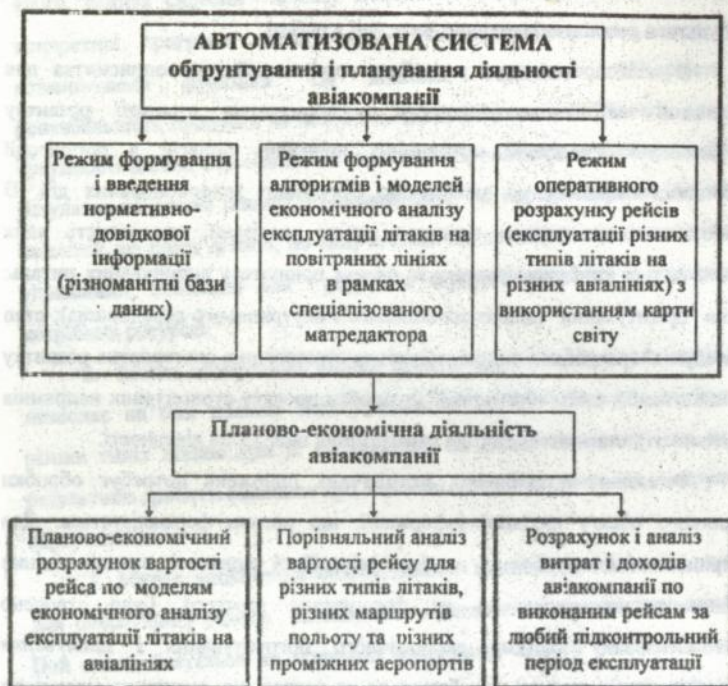 АВТОМАТИЗОВАНА СИСТЕМА
обгрунтування і планування діяльності
авіакомпанії
Режим формування
і введення
нормативно-
довідкової
інформації
(різноманітні бази
даних)
Режим формування
алгоритмів і моделей
економічного аналізу
експлуатації літаків на
повітряних лініях
в рамках
спеціалізованого
матредактора
Режим
оперативного
розрахунку рейсів
(експлуатації різних
типів літаків на
різних авіалініях) з
використанням карти
світу
Планово-економічна діяльність
авіакомпанії
Планово-економічний
розрахунок вартості
рейса по моделям
економічного аналізу
експлуатації літаків на
авіалініях
Порівняльний аналіз
вартості рейсу для
різних типів літаків,
різних маршрутів
польоту та різних
проміжних аеропортів
Розрахунок і аналіз
витрат і доходів
авіакомпанії по
виконаним рейсам за
любий підконтрольний
період експлуатації